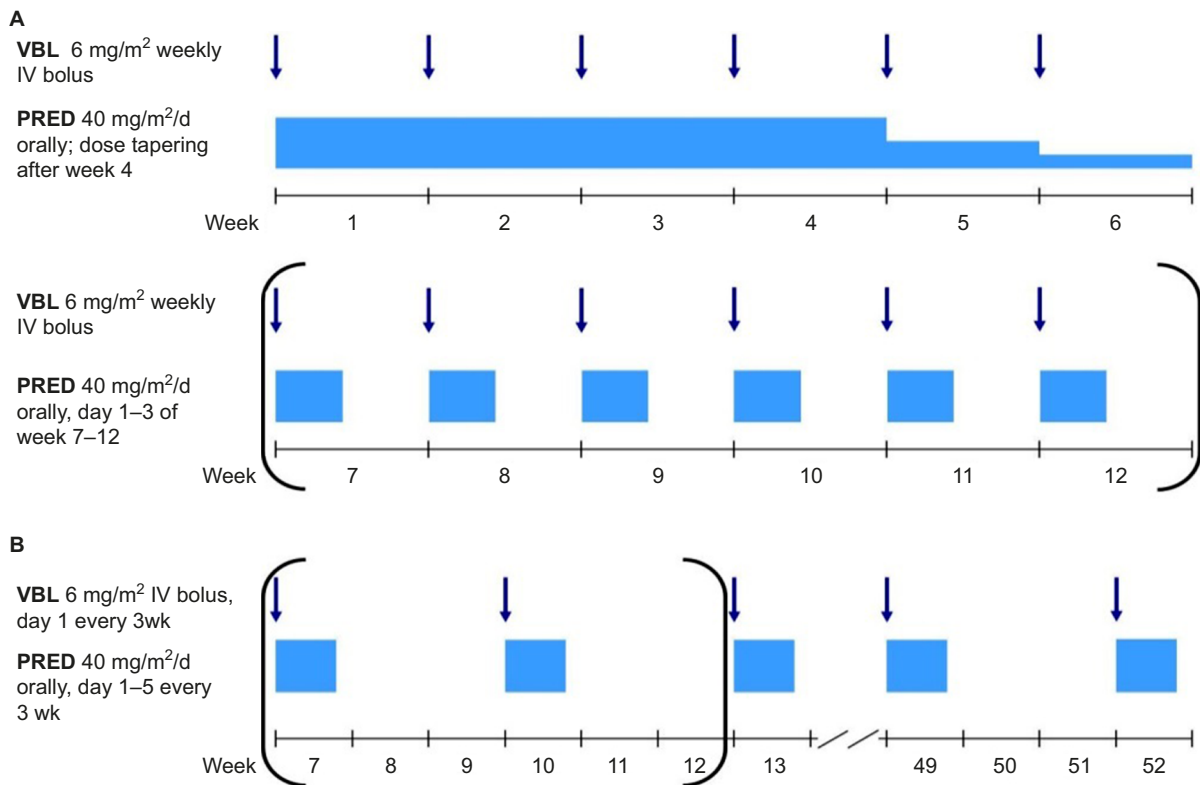 A
VBL 6 mg/m² weekly
IV bolus
PRED 40 mg/m²/d
orally; dose tapering
after week 4
Week 1 2 3 4 5 6
VBL 6 mg/m² weekly
IV bolus
PRED 40 mg/m²/d
orally, day 1–3 of
week 7–12
Week 7 8 9 10 11 12
B
VBL 6 mg/m² IV bolus,
day 1 every 3wk
PRED 40 mg/m²/d
orally, day 1–5 every
3 wk
Week 7 8 9 10 11 12 13 49 50 51 52